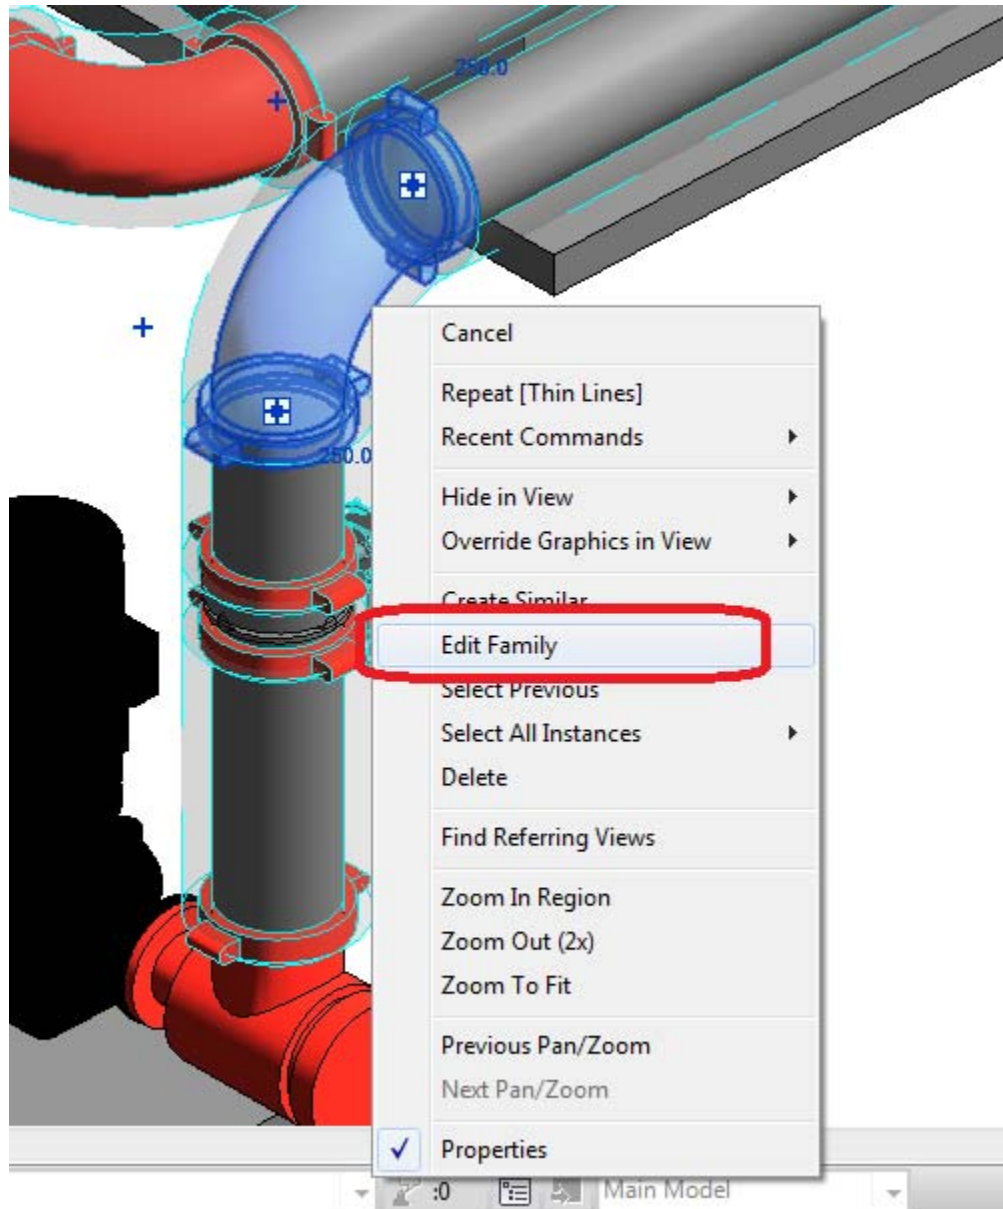 250.0
250.0
Cancel
Repeat [Thin Lines]
Recent Commands
Hide in View
Override Graphics in View
Create Similar
Edit Family
Select Previous
Select All Instances
Delete
Find Referring Views
Zoom In Region
Zoom Out (2x)
Zoom To Fit
Previous Pan/Zoom
Next Pan/Zoom
Properties
:0 Main Model